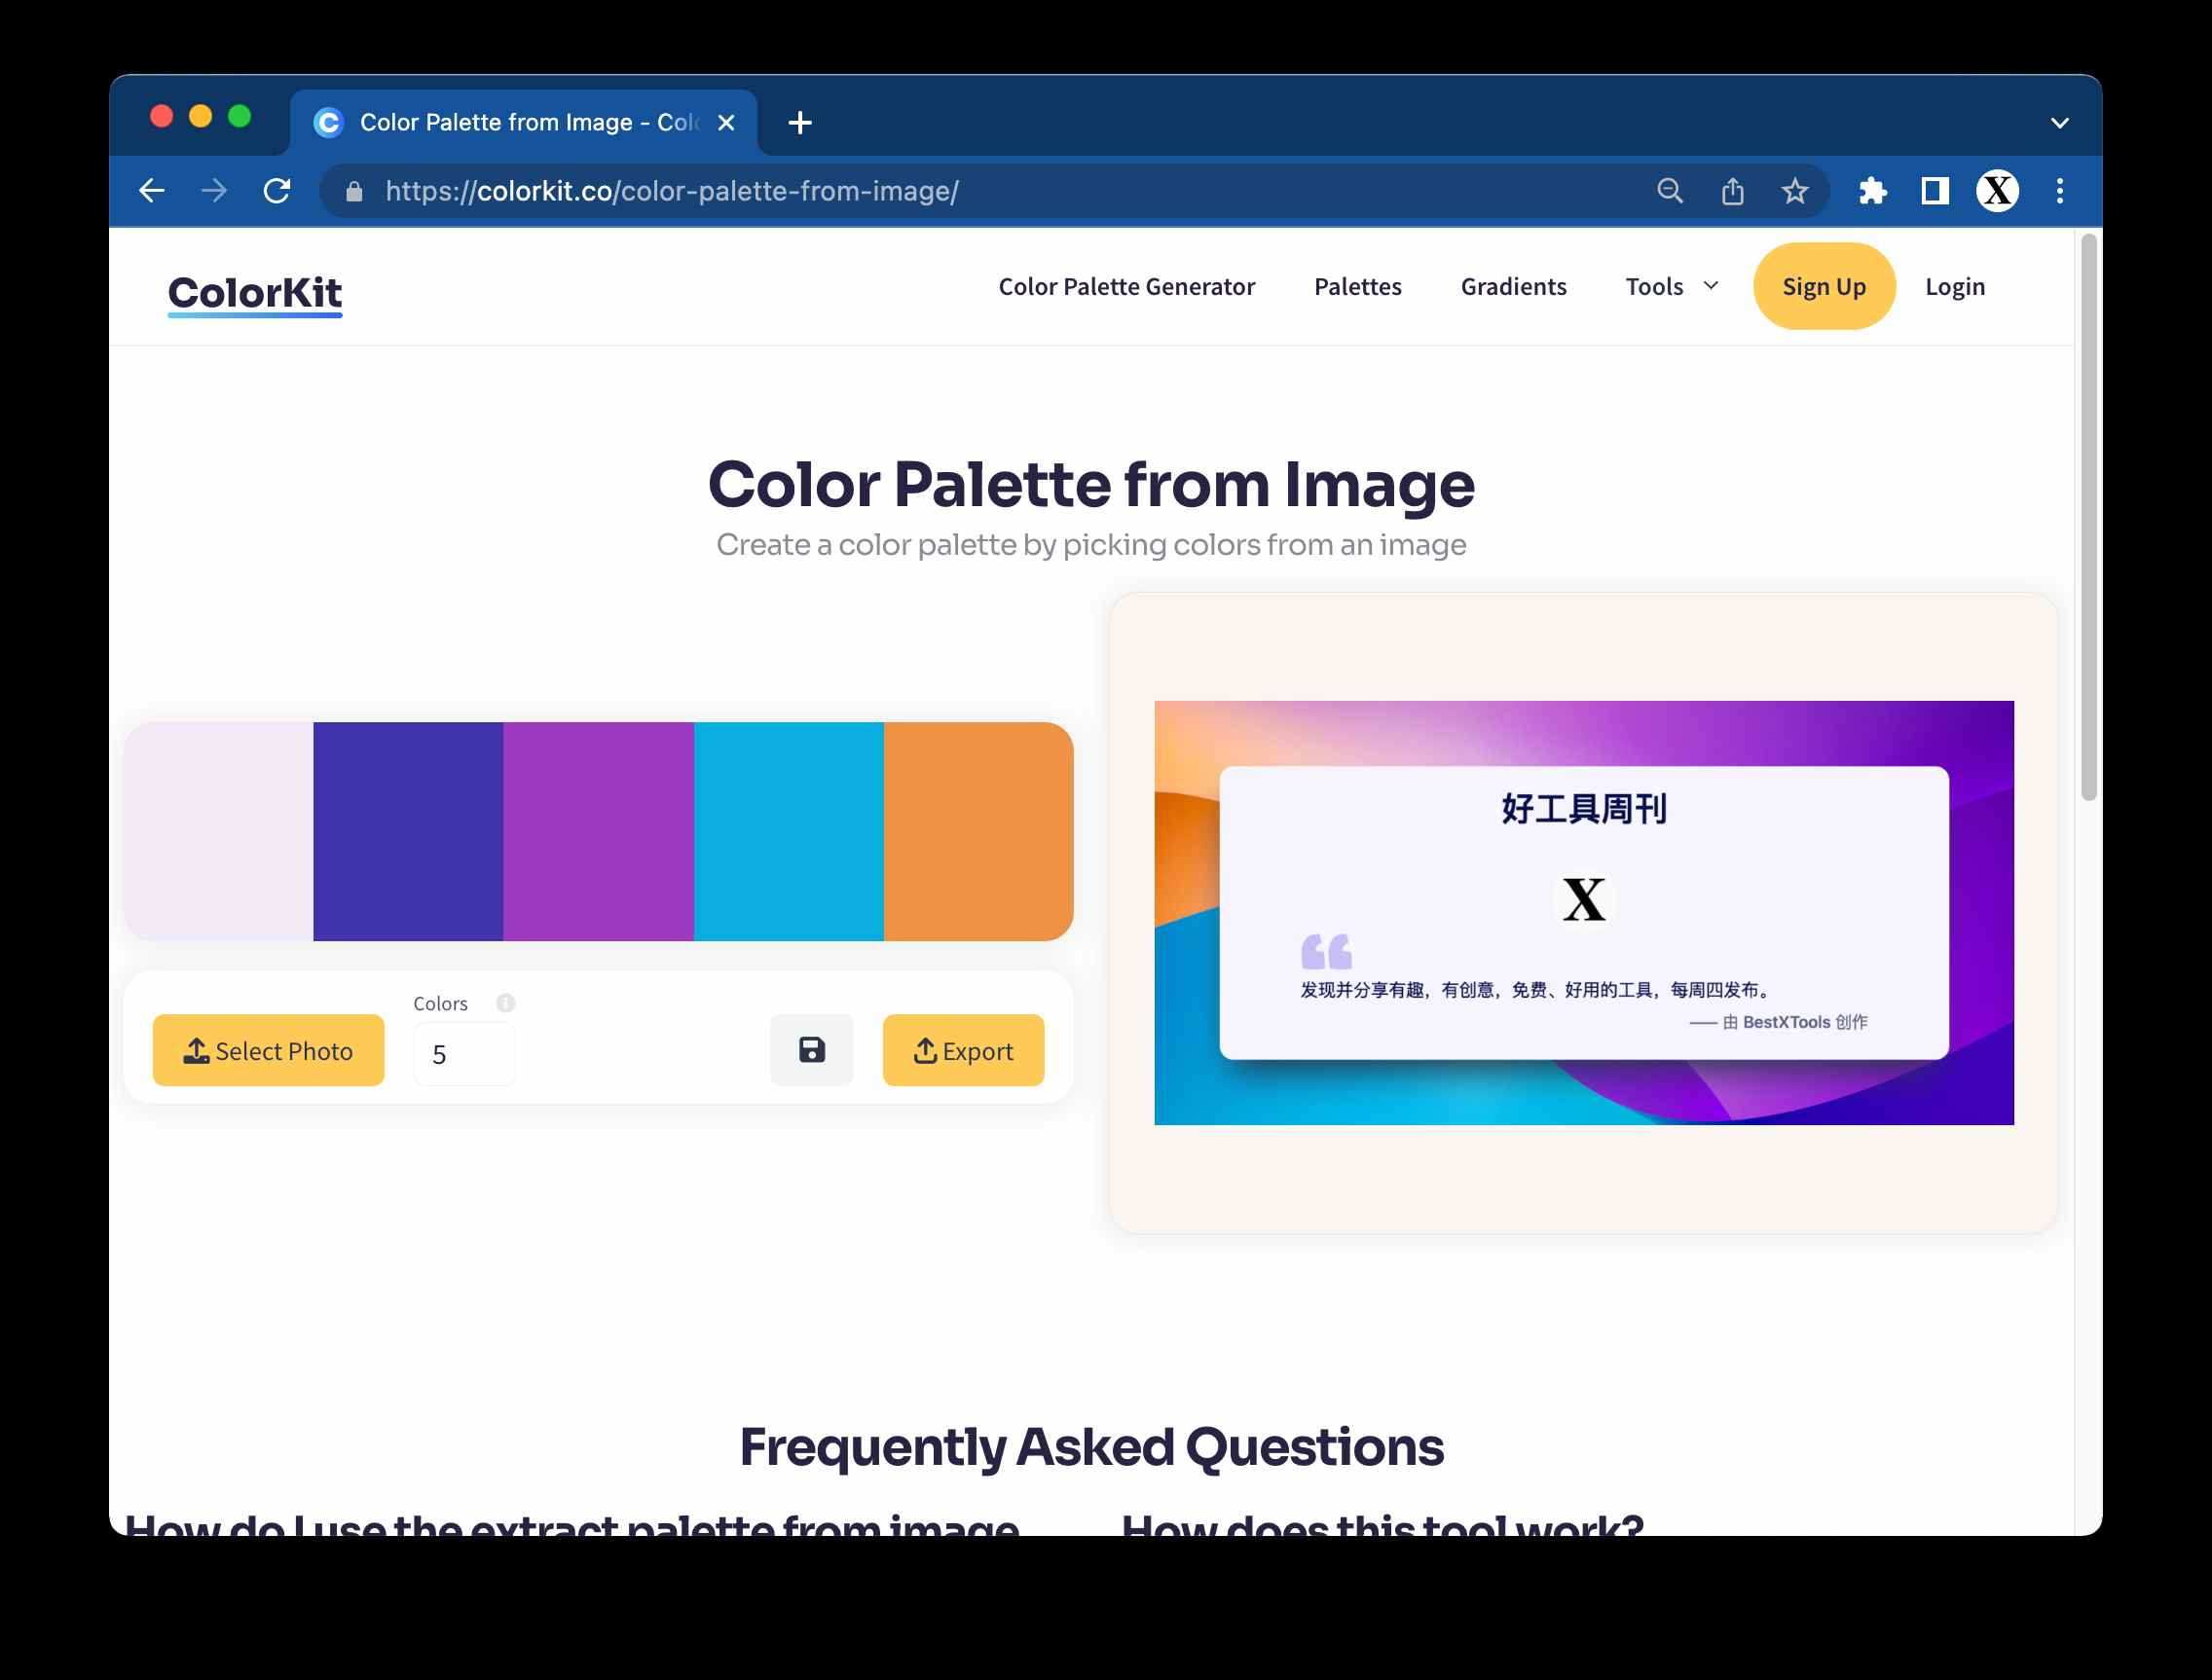 Color Palette from Image - Colo
https://colorkit.co/color-palette-from-image/
X
ColorKit
Color Palette Generator Palettes Gradients Tools Sign Up Login
Color Palette from Image
Create a color palette by picking colors from an image
好工具周刊
X
“
发现并分享有趣，有创意，免费、好用的工具，每周四发布。
—— 由 BestXTools 创作
Colors
Select Photo 5 Export
Frequently Asked Questions
How do I use the extract palette from image
How does this tool work?